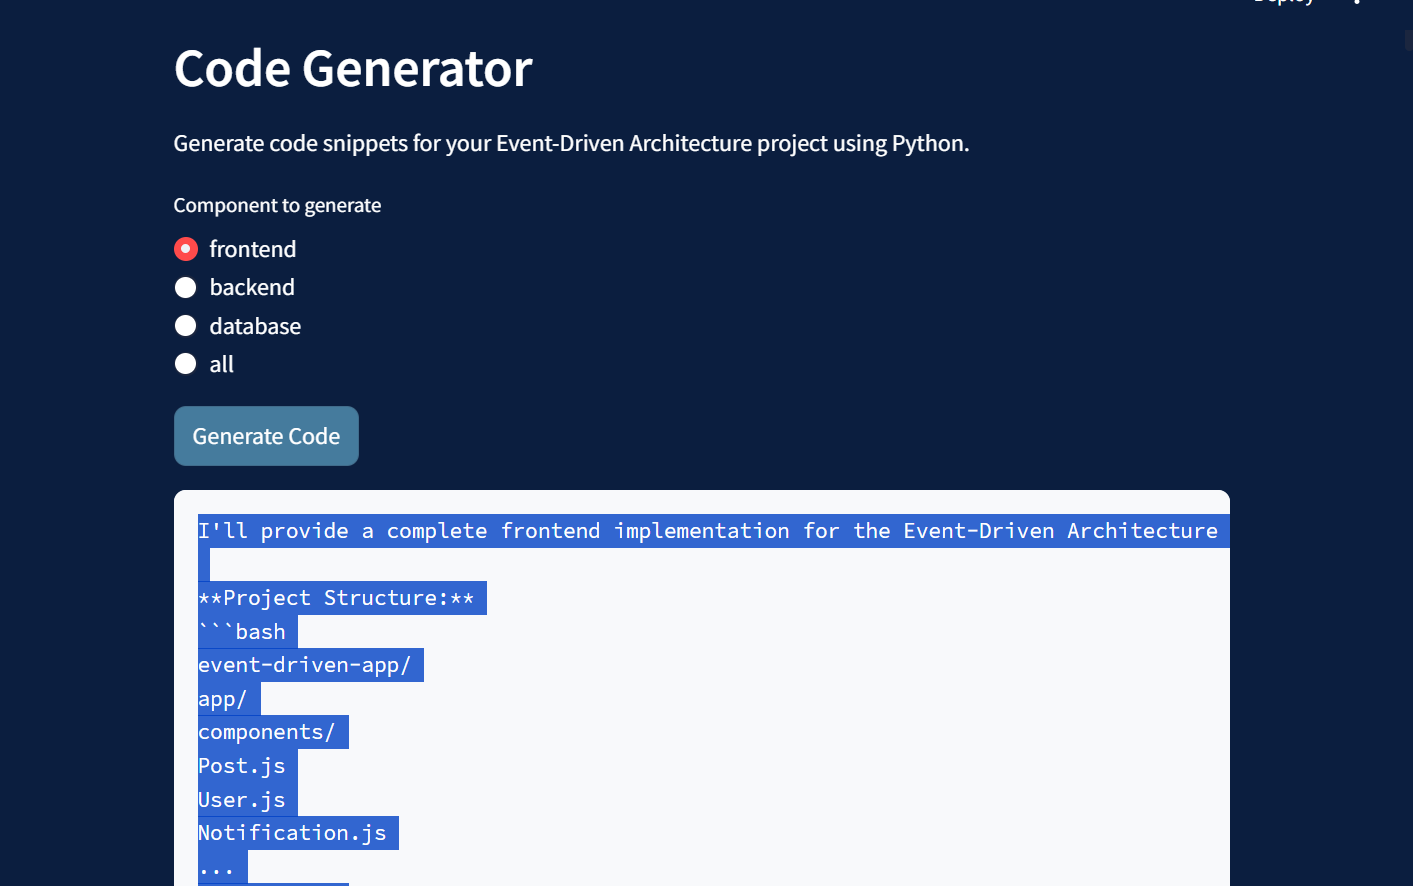 Deploy
Code Generator
Generate code snippets for your Event-Driven Architecture project using Python.
Component to generate
frontend
backend
database
all
Generate Code
I'll provide a complete frontend implementation for the Event-Driven Architecture
**Project Structure:**
```bash
event-driven-app/
app/
components/
Post.js
User.js
Notification.js
...